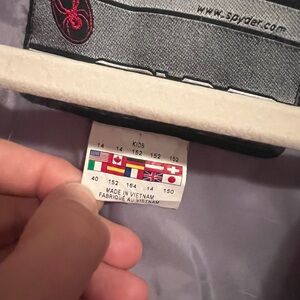 www.spyder.com
KIDS
14 14 152 152 152
40 152 164 14 150
MADE IN VIETNAM
FABRIQUÉ AU VIETNAM